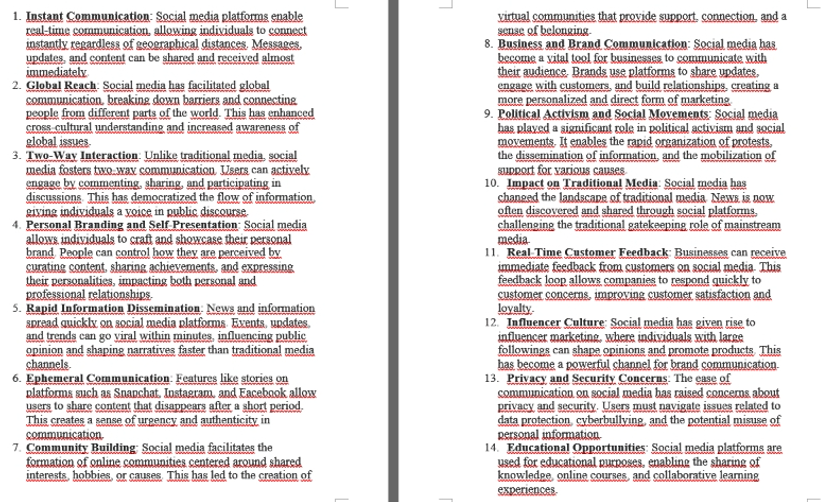 1. Instant Communication: Social media platforms enable
real-time communication, allowing individuals to connect
instantly regardless of geographical distances. Messages,
updates, and content can be shared and received almost
immediately.
2. Global Reach: Social media has facilitated global
communication, breaking down barriers and connecting
people from different parts of the world. This has enhanced
cross-cultural understanding and increased awareness of
global issues.
3. Two-Way Interaction: Unlike traditional media, social
media fosters two-way communication. Users can actively
engage by commenting, sharing, and participating in
discussions. This has democratized the flow of information,
giving individuals a voice in public discourse.
4. Personal Branding and Self-Presentation: Social media
allows individuals to craft and showcase their personal
brand. People can control how they are perceived by
curating content, sharing achievements, and expressing
their personalities, impacting both personal and
professional relationships.
5. Rapid Information Dissemination: News and information
spread quickly on social media platforms. Events, updates,
and trends can go viral within minutes, influencing public
opinion and shaping narratives faster than traditional media
channels.
6. Ephemeral Communication: Features like stories on
platforms such as Snapchat, Instagram, and Facebook allow
users to share content that disappears after a short period.
This creates a sense of urgency and authenticity in
communication.
7. Community Building: Social media facilitates the
formation of online communities centered around shared
interests, hobbies, or causes. This has led to the creation of
virtual communities that provide support, connection, and a
sense of belonging.
8. Business and Brand Communication: Social media has
become a vital tool for businesses to communicate with
their audience. Brands use platforms to share updates,
engage with customers, and build relationships, creating a
more personalized and direct form of marketing.
9. Political Activism and Social Movements: Social media
has played a significant role in political activism and social
movements. It enables the rapid organization of protests,
the dissemination of information, and the mobilization of
support for various causes.
10. Impact on Traditional Media: Social media has
changed the landscape of traditional media. News is now
often discovered and shared through social platforms,
challenging the traditional gatekeeping role of mainstream
media.
11. Real-Time Customer Feedback: Businesses can receive
immediate feedback from customers on social media. This
feedback loop allows companies to respond quickly to
customer concerns, improving customer satisfaction and
loyalty.
12. Influencer Culture: Social media has given rise to
influencer marketing, where individuals with large
followings can shape opinions and promote products. This
has become a powerful channel for brand communication.
13. Privacy and Security Concerns: The ease of
communication on social media has raised concerns about
privacy and security. Users must navigate issues related to
data protection, cyberbullying, and the potential misuse of
personal information.
14. Educational Opportunities: Social media platforms are
used for educational purposes, enabling the sharing of
knowledge, online courses, and collaborative learning
experiences.